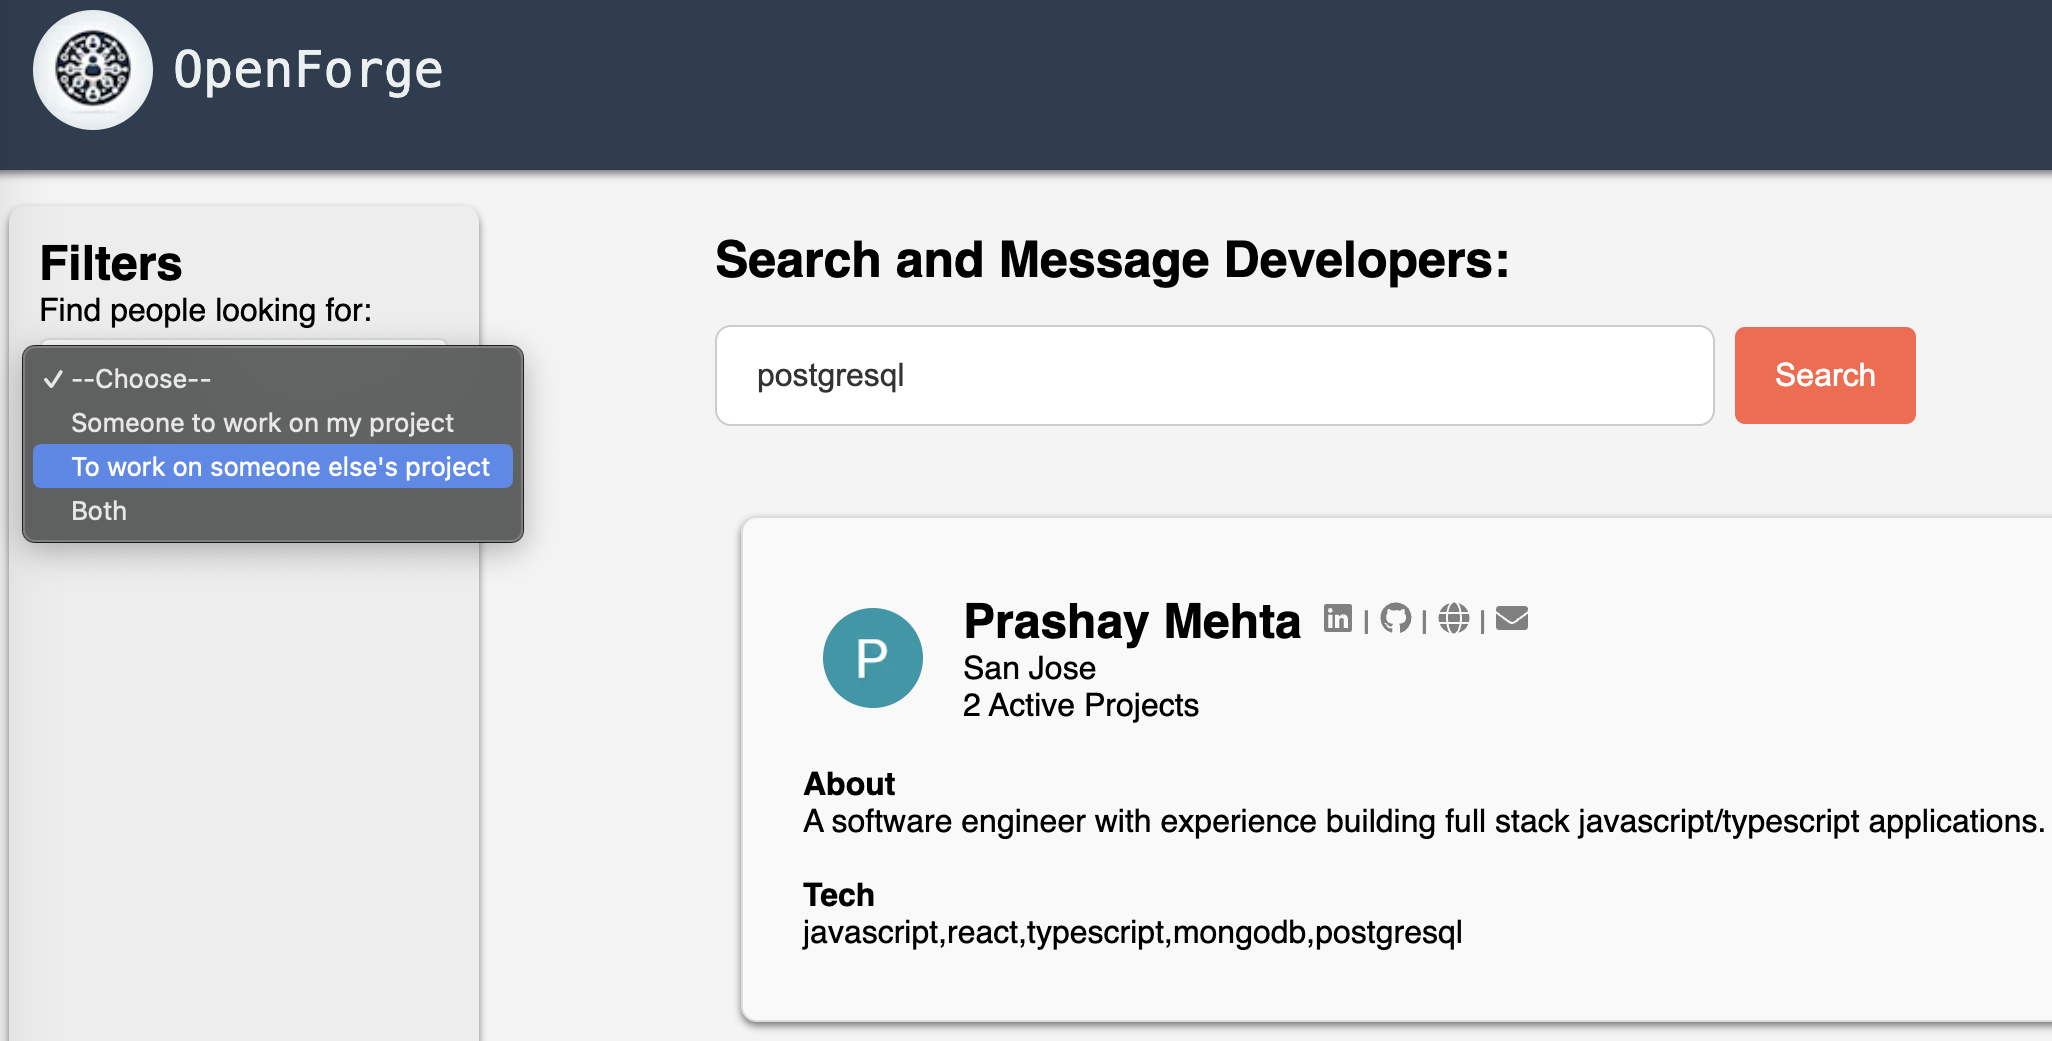 OpenForge
Filters
Find people looking for:
✓ --Choose--
Someone to work on my project
To work on someone else's project
Both
Search and Message Developers:
postgresql
Search
P
Prashay Mehta in | | |
San Jose
2 Active Projects
About
A software engineer with experience building full stack javascript/typescript applications.
Tech
javascript,react,typescript,mongodb,postgresql